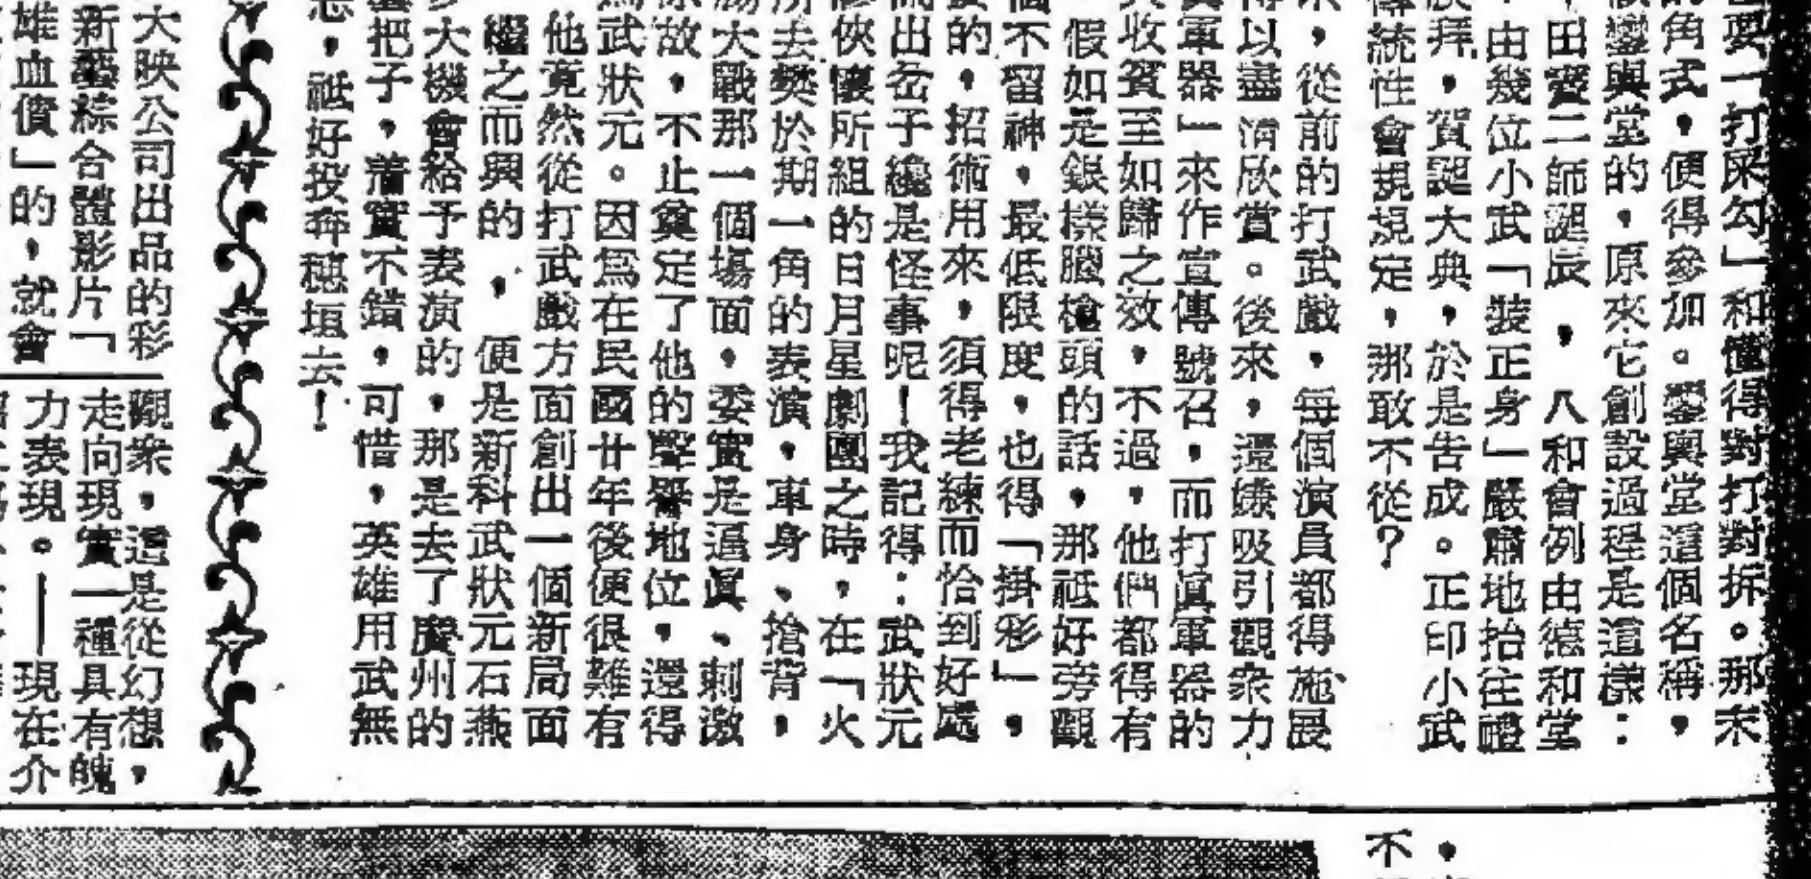 要一打杘勾」和懂得對打對拆。那末
的角式,便得參加。鑾輿堂這個名稱,
鑾輿堂的,原來它創設過程是這樣:
田竇二師誕辰,八和會例由德和堂
,由幾位小武「裝正身」嚴肅地抬往禮
拜,賀誕大典,於是告成。正印小武
傳統性會規規定,那敢不從?
,從前的打武戲,每個演員都得施展
得以盡情欣賞。後來,還嫌吸引觀衆力
眞軍器」來作宣傳號召,而打眞軍器的
收賓至如歸之效,不過,他們都得有
假如是銀樣臘槍頭的話,那祗好旁觀
個不留神,最低限度,也得「掛彩」,
的,招術用來,須得老練而恰到好處
而出岔子纔是怪事呢!我記得:武狀元
俠懷所組的日月星劇團之時,在「火
所去樊於期一角的表演,車身、搶背,
大戰那一個場面,委實是逼眞、刺激
故,不止奠定了他的聲譽地位,還得
爲武狀元。因爲在民國廿年後便很難有
他竟然從打武戲方面創出一個新局面
繼之而興的,便是新科武狀元石燕
大機會給予表演的,那是去了廣州的
把子,着實不錯,可惜,英雄用武無
,祗好投奔穗垣去!
大映公司出品的彩
新藝綜合體影片「
雄血債」的,就會
觀衆,這是從幻想,
走向現實一種具有魄
力表現。——現在介
,
不